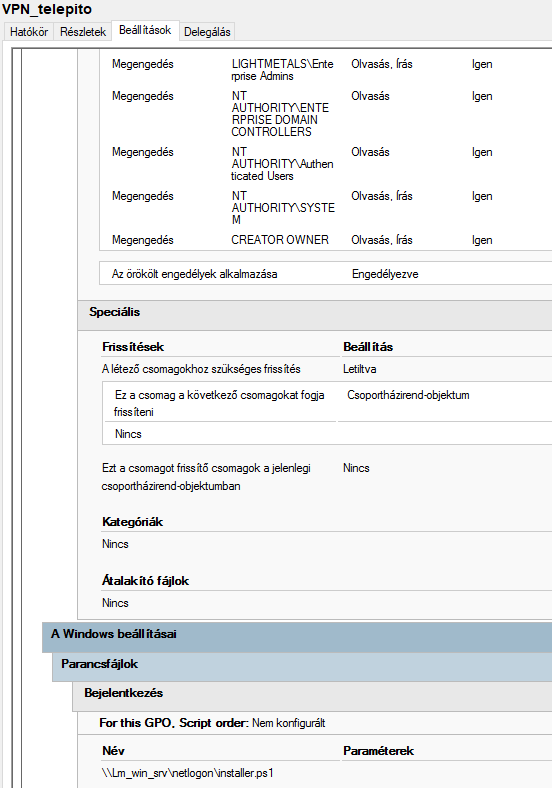 VPN_telepito
Hatókör Részletek Beállítások Delegálás
Megengedés LIGHTMETALS\Ente Olvasás, Írás Igen
rprise Admins
Megengedés NT Olvasás Igen
AUTHORITY\ENTE
RPRISE DOMAIN
CONTROLLERS
Megengedés NT Olvasás Igen
AUTHORITY\Authen
ticated Users
Megengedés NT Olvasás, Írás Igen
AUTHORITY\SYSTE
M
Megengedés CREATOR OWNER Olvasás, Írás Igen
Az örökölt engedélyek alkalmazása Engedélyezve
Speciális
Frissítések Beállítás
A létező csomagokhoz szükséges frissítés Letiltva
Ez a csomag a következő csomagokat fogja Csoportházirend-objektum
frissíteni
Nincs
Ezt a csomagot frissítő csomagok a jelenlegi Nincs
csoportházirend-objektumban
Kategóriák
Nincs
Átalakító fájlok
Nincs
A Windows beállításai
Parancsfájlok
Bejelentkezés
For this GPO, Script order: Nem konfigurált
Név Paraméterek
\\Lm_win_srv\netlogon\installer.ps1